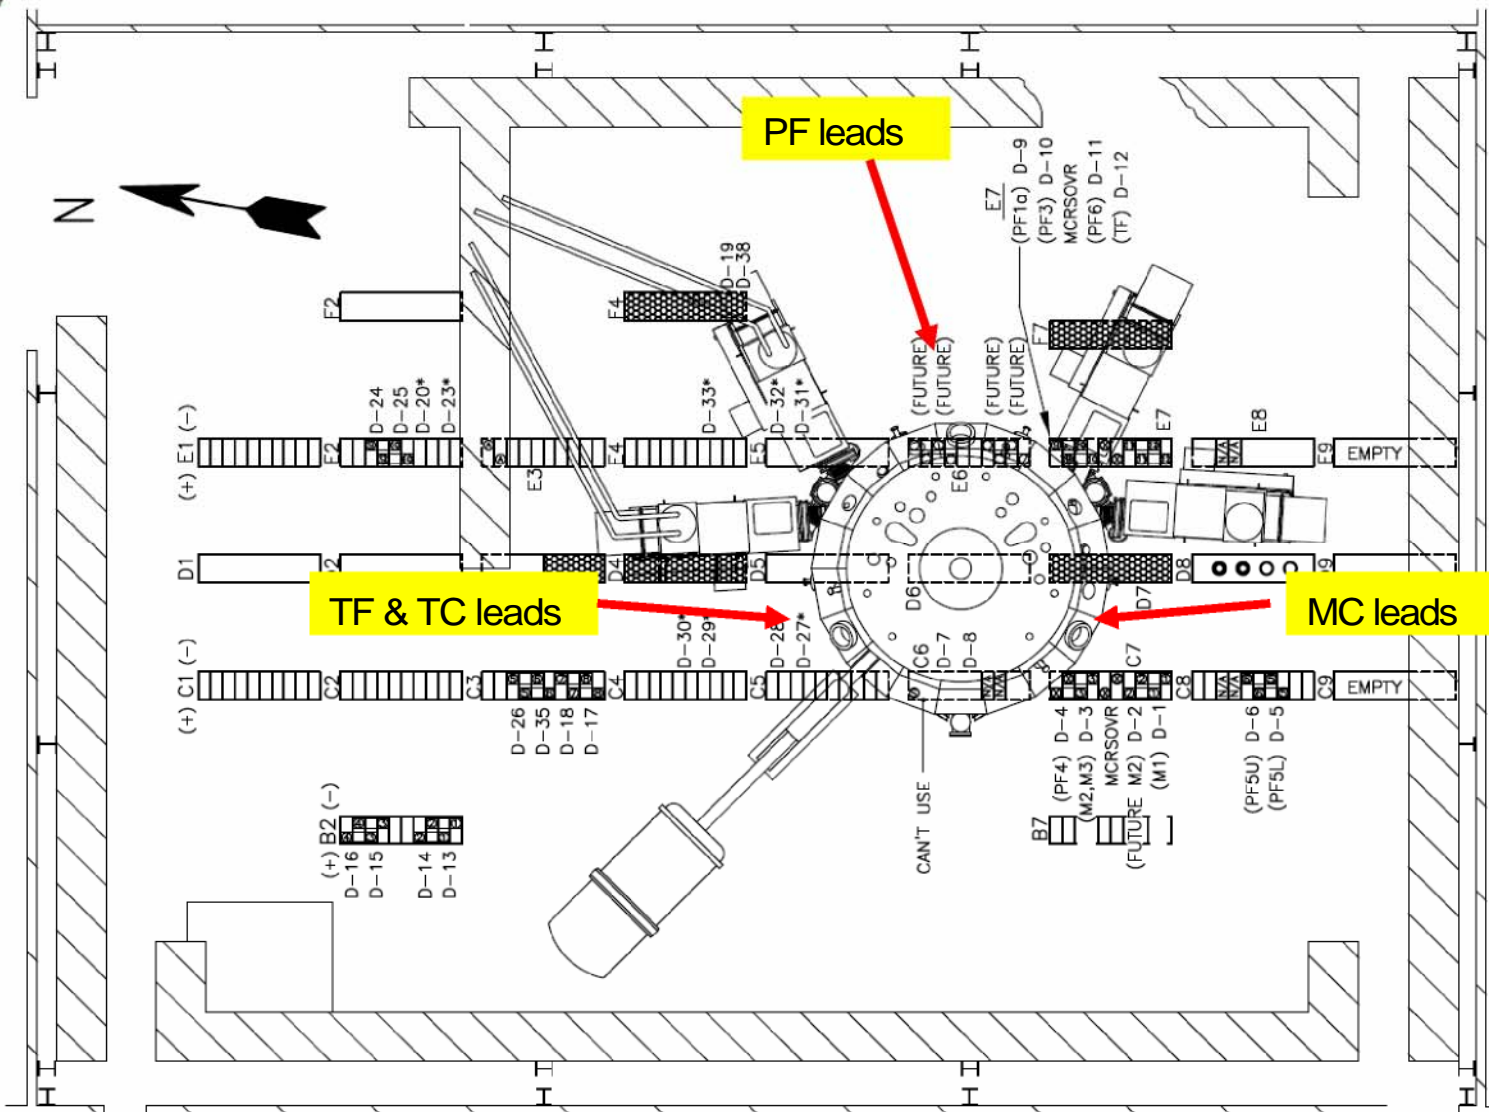 PF leads
N
E7
(PF1a) D-9
(PF3) D-10
MCRSOVR
(PF6) D-11
(TF) D-12
D-19
D-38
F2
F4
F7
(FUTURE)
(FUTURE)
(FUTURE)
(FUTURE)
D-24
D-25
D-20*
D-23*
D-33*
D-32*
D-31*
(+) E1 (-)
E2
E3
E4
E5
E6
E7
E8
N/A
N/A
E9
EMPTY
D1
D2
D4
D5
D6
D7
D8
TF & TC leads
MC leads
D-30*
D-29*
D-28
D-27*
C6
D-7
D-8
C7
(+) C1 (-)
C2
C3
C4
C5
N/A
N/A
C8
N/A
N/A
C9
EMPTY
D-26
D-35
D-18
D-17
(PF4) D-4
(M2,M3) D-3
MCRSOVR
(FUTURE M2) D-2
(M1) D-1
(PF5U) D-6
(PF5L) D-5
CAN'T USE
(+) B2 (-)
B7
D-16
D-15
D-14
D-13